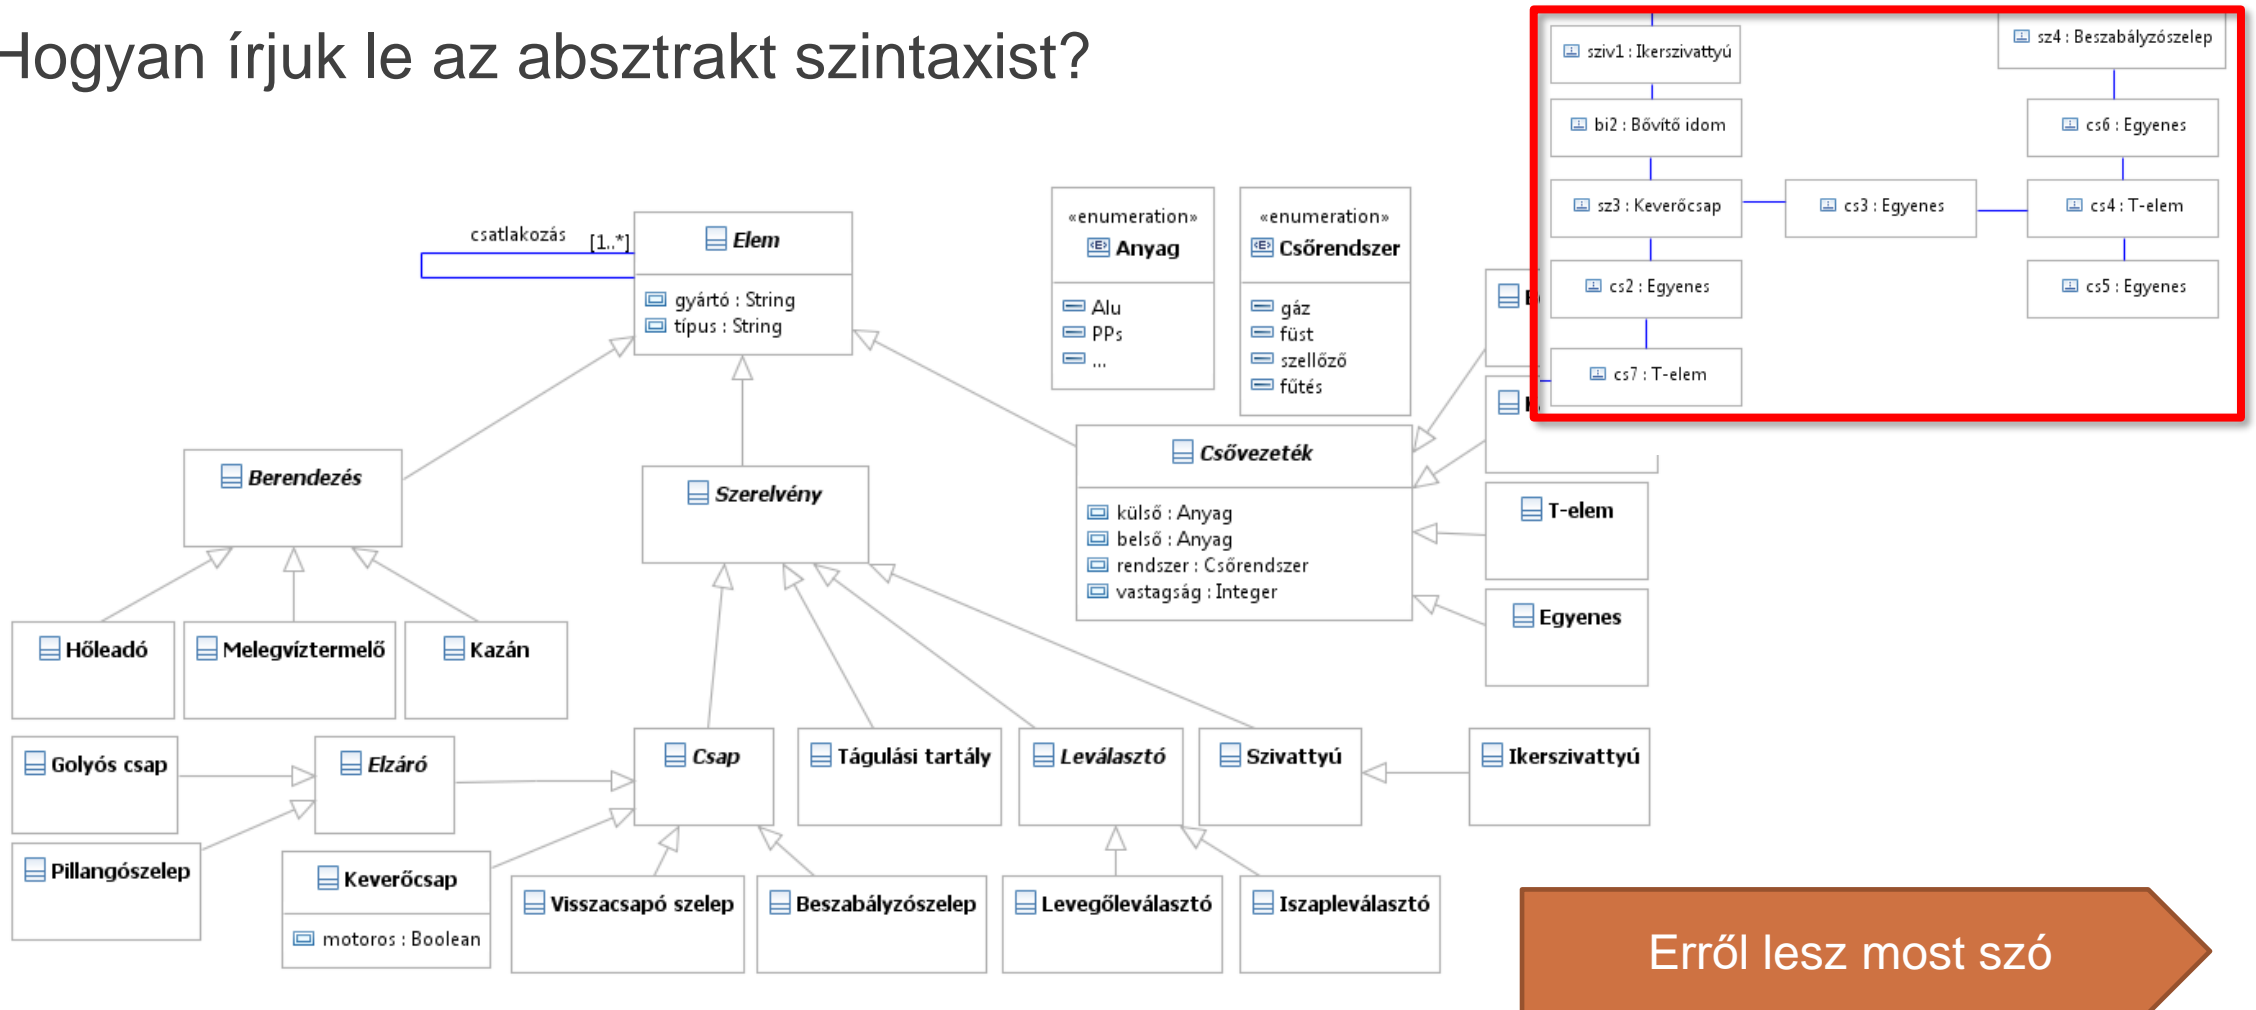 Hogyan írjuk le az absztrakt szintaxist?
sziv1 : Ikerszivattyú
sz4 : Beszabályzószelep
bi2 : Bővítő idom
cs6 : Egyenes
sz3 : Keverőcsap
cs3 : Egyenes
cs4 : T-elem
cs2 : Egyenes
cs5 : Egyenes
cs7 : T-elem
csatlakozás
[1..*]
Elem
gyártó : String
típus : String
«enumeration»
Anyag
Alu
PPs
...
«enumeration»
Csőrendszer
gáz
füst
szellőző
fűtés
Berendezés
Szerelvény
Csővezeték
külső : Anyag
belső : Anyag
rendszer : Csőrendszer
vastagság : Integer
T-elem
Egyenes
Hőleadó
Melegvíztermelő
Kazán
Golyós csap
Elzáró
Csap
Tágulási tartály
Leválasztó
Szivattyú
Ikerszivattyú
Pillangószelep
Keverőcsap
motoros : Boolean
Visszacsapó szelep
Beszabályzószelep
Levegőleválasztó
Iszapleválasztó
Erről lesz most szó